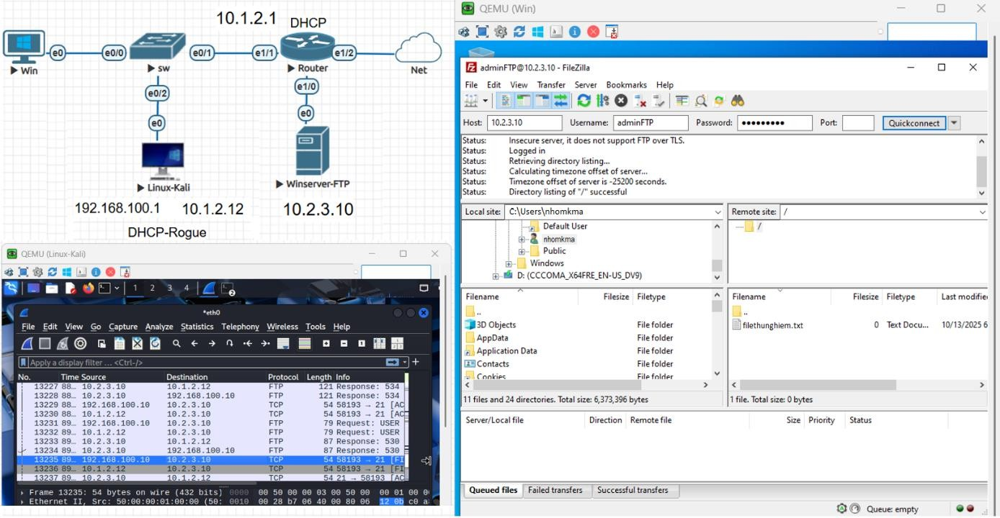 10.1.2.1
DHCP
e0
e0/0
e0/1
e1/1
e1/2
Win
sw
Router
Net
e0/2
e1/0
e0
e0
Linux-Kali
Winserver-FTP
192.168.100.1
10.1.2.12
10.2.3.10
DHCP-Rogue
QEMU (Linux-Kali)
1
2
3
4
2
*eth0
File Edit View Go Capture Analyze Statistics Telephony Wireless Tools Help
Apply a display filter ... <Ctrl-/>
No. Time Source Destination Protocol Length Info
13227 88… 10.2.3.10 10.1.2.12 FTP 121 Response: 534
13228 88… 10.2.3.10 192.168.100.10 FTP 121 Response: 534
13229 88… 192.168.100.10 10.2.3.10 TCP 54 58193 → 21 [AC
13230 88… 10.1.2.12 10.2.3.10 TCP 54 58193 → 21 [AC
13231 89… 192.168.100.10 10.2.3.10 FTP 79 Request: USER
13232 89… 10.1.2.12 10.2.3.10 FTP 79 Request: USER
13233 89… 10.2.3.10 10.1.2.12 FTP 87 Response: 530
13234 89… 10.2.3.10 192.168.100.10 FTP 87 Response: 530
13235 89… 192.168.100.10 10.2.3.10 TCP 54 58193 → 21 [FI
13236 89… 10.1.2.12 10.2.3.10 TCP 54 58193 → 21 [FI
13237 89… 10.2.3.10 10.1.2.12 TCP 54 21 → 58193 [AC
Frame 13235: 54 bytes on wire (432 bits) 0000 00 50 00 00 03 00 50 00 00 01 00 0
Ethernet II, Src: 50:00:00:01:00:00 (50: 0010 00 28 b7 06 40 00 80 06 12 0b c0 a
QEMU (Win)
adminFTP@10.2.3.10 - FileZilla
File Edit View Transfer Server Bookmarks Help
Host: 10.2.3.10 Username: adminFTP Password: ●●●●●●●●● Port: Quickconnect
Status: Insecure server, it does not support FTP over TLS.
Status: Logged in
Status: Retrieving directory listing...
Status: Calculating timezone offset of server...
Status: Timezone offset of server is -25200 seconds.
Status: Directory listing of "/" successful
Local site: C:\Users\nhomkma
Default User
nhomkma
Public
Windows
D: (CCCOMA_X64FRE_EN-US_DV9)
Remote site: /
/
Filename Filesize Filetype
..
3D Objects File folder
AppData File folder
Application Data File folder
Contacts File folder
Cookies File folder
11 files and 24 directories. Total size: 6,373,396 bytes
Filename Filesize Filetype Last modifie
..
filethunghiem.txt 0 Text Docu... 10/13/2025 6
1 file. Total size: 0 bytes
Server/Local file Direction Remote file Size Priority Status
Queued files Failed transfers Successful transfers
Queue: empty